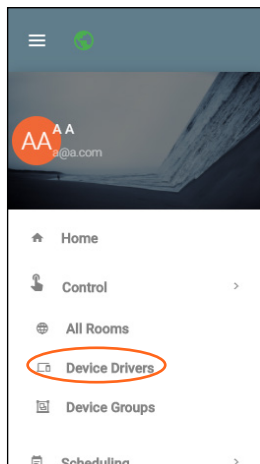 A A
AA
a@a.com
Home
Control
All Rooms
Device Drivers
Device Groups
Scheduling